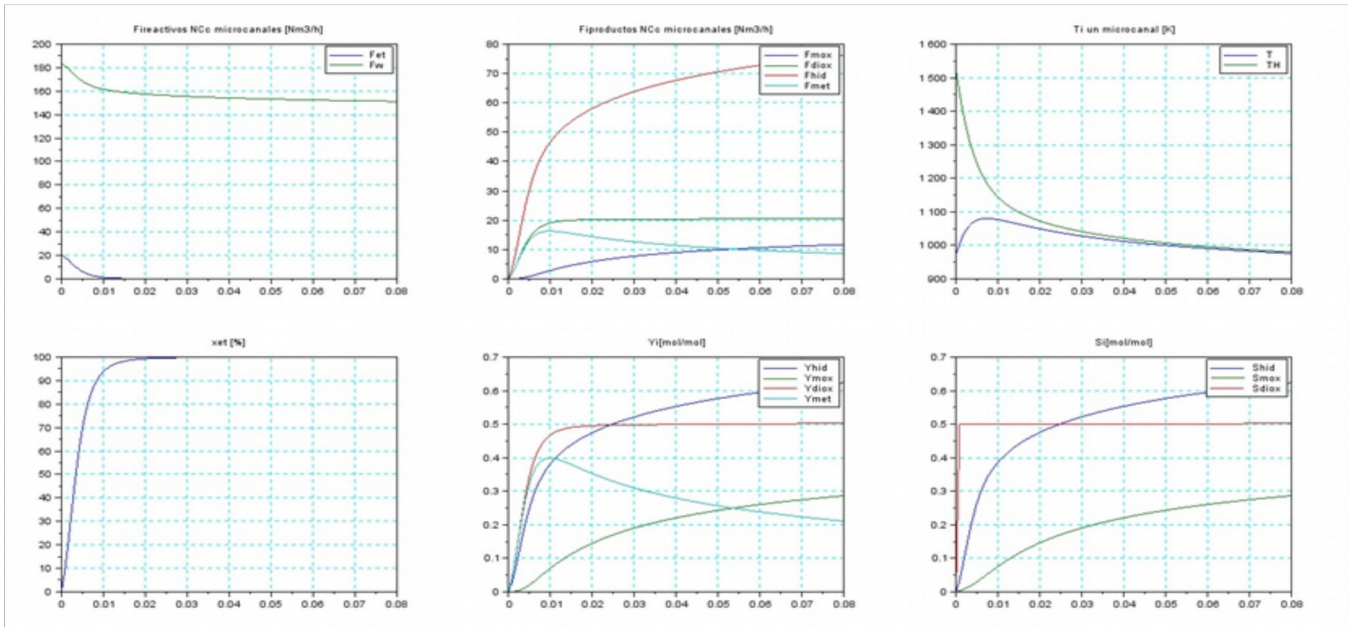 Fireactivos NCc microcanales [Nm3/h]
200
180
160
140
120
100
80
60
40
20
0
0 0.01 0.02 0.03 0.04 0.05 0.06 0.07 0.08
Fet
Fw
Fiproductos NCc microcanales [Nm3/h]
80
70
60
50
40
30
20
10
0
0 0.01 0.02 0.03 0.04 0.05 0.06 0.07 0.08
Fmox
Fdiox
Fhid
Fmet
Ti un microcanal [K]
1 600
1 500
1 400
1 300
1 200
1 100
1 000
900
0 0.01 0.02 0.03 0.04 0.05 0.06 0.07 0.08
T
TH
xet [%]
100
90
80
70
60
50
40
30
20
10
0
0 0.01 0.02 0.03 0.04 0.05 0.06 0.07 0.08
Yi[mol/mol]
0.7
0.6
0.5
0.4
0.3
0.2
0.1
0
0 0.01 0.02 0.03 0.04 0.05 0.06 0.07 0.08
Yhid
Ymox
Ydiox
Ymet
Si[mol/mol]
0.7
0.6
0.5
0.4
0.3
0.2
0.1
0
0 0.01 0.02 0.03 0.04 0.05 0.06 0.07 0.08
Shid
Smox
Sdiox